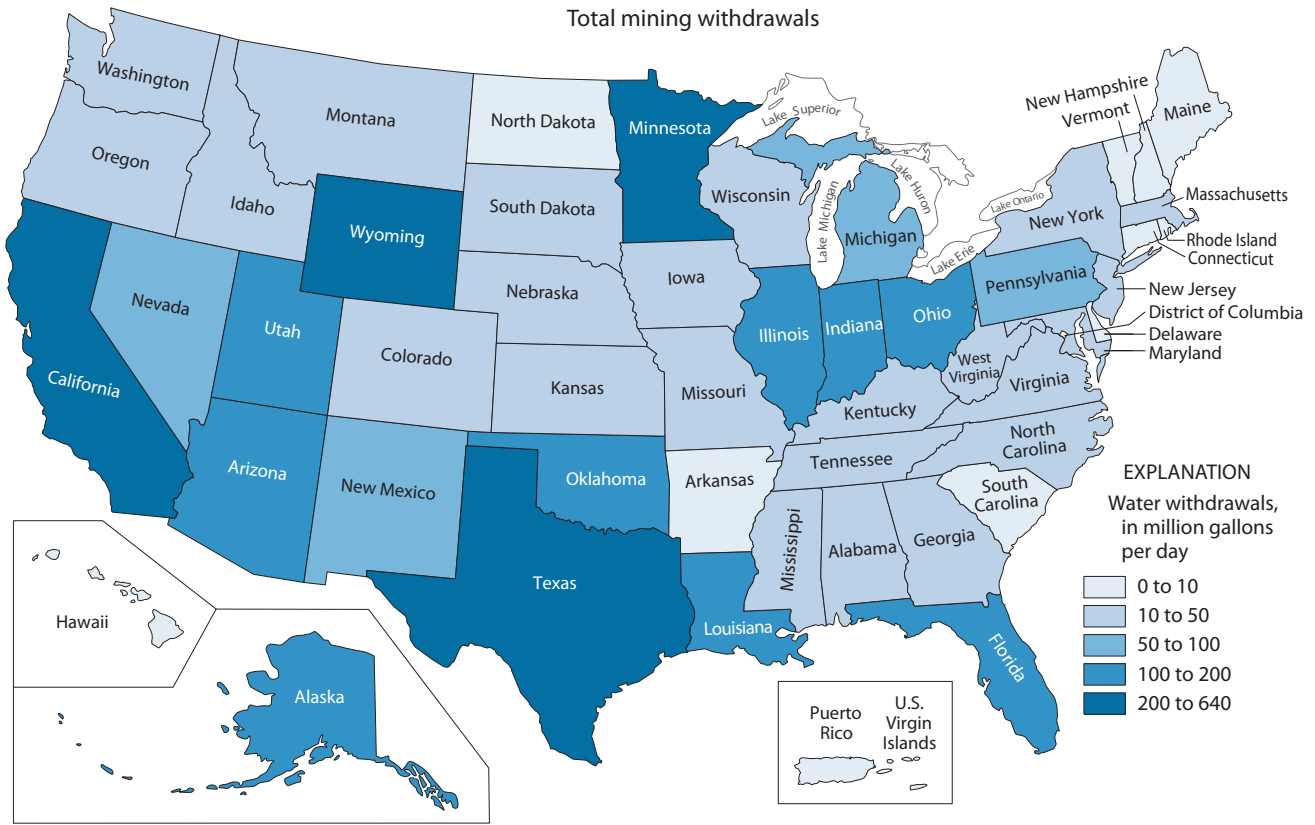 Total mining withdrawals
Washington
Oregon
Idaho
Montana
North Dakota
Minnesota
Lake Superior
Wisconsin
Lake Michigan
Lake Huron
Michigan
Lake Erie
Lake Ontario
New York
New Hampshire
Vermont
Maine
Massachusetts
Rhode Island
Connecticut
New Jersey
District of Columbia
Delaware
Maryland
Pennsylvania
Wyoming
South Dakota
Nebraska
Iowa
Illinois
Indiana
Ohio
West
Virginia
Virginia
California
Nevada
Utah
Colorado
Kansas
Missouri
Kentucky
Tennessee
North
Carolina
South
Carolina
Arizona
New Mexico
Oklahoma
Arkansas
Texas
Louisiana
Mississippi
Alabama
Georgia
Florida
Hawaii
Alaska
Puerto
Rico
U.S.
Virgin
Islands
EXPLANATION
Water withdrawals,
in million gallons
per day
0 to 10
10 to 50
50 to 100
100 to 200
200 to 640